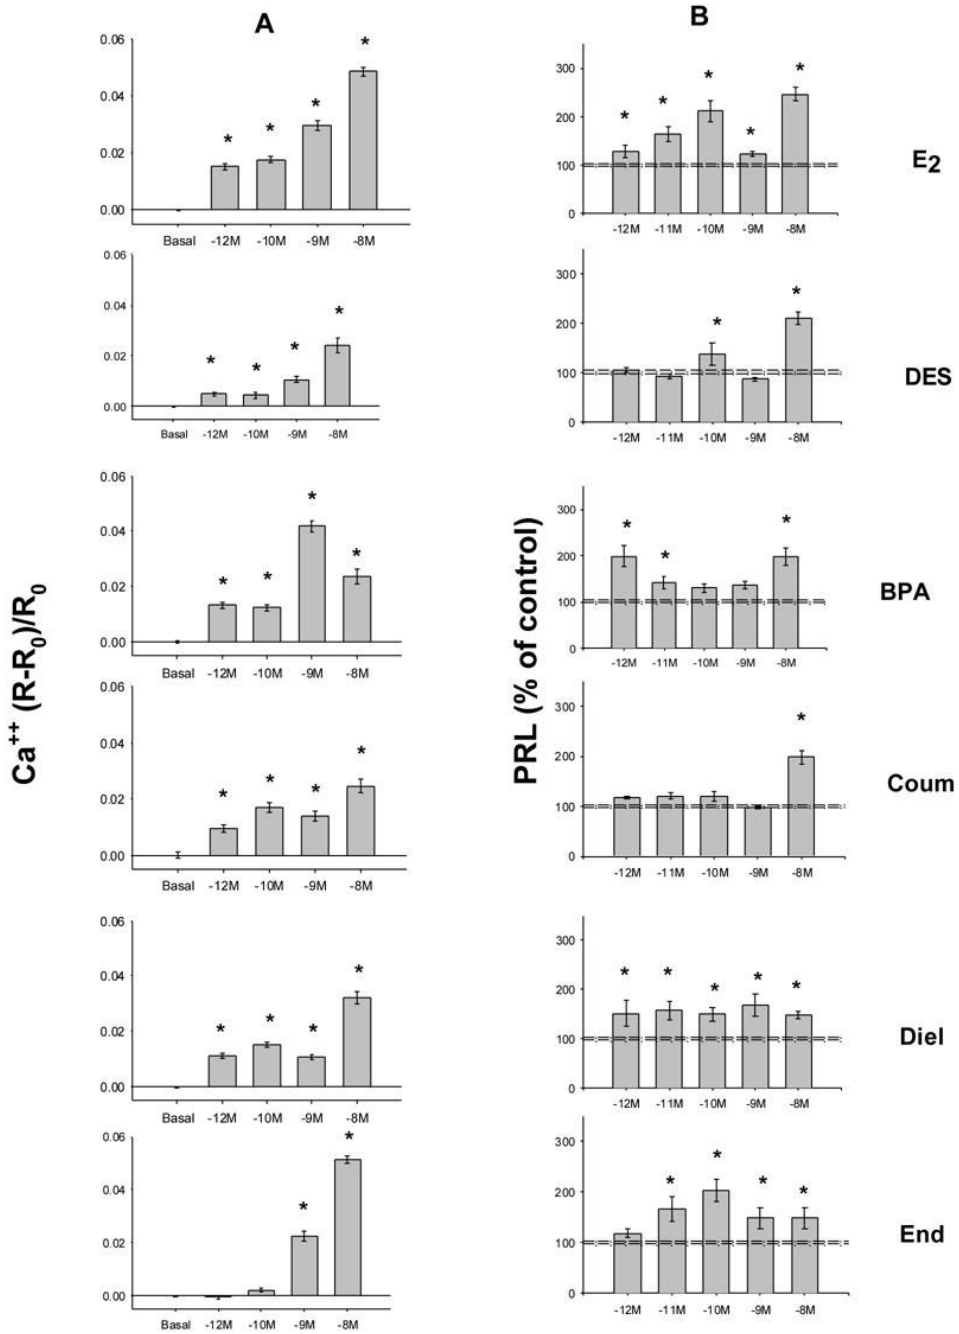 A
B
Ca++ (R-R0)/R0
PRL (% of control)
0.06
0.04
0.02
0.00
* * * *
Basal -12M -10M -9M -8M
300
200
100
0
* * * * *
-12M -11M -10M -9M -8M
E2
0.06
0.04
0.02
0.00
* * * *
Basal -12M -10M -9M -8M
300
200
100
0
* *
-12M -11M -10M -9M -8M
DES
0.06
0.04
0.02
0.00
* * * *
Basal -12M -10M -9M -8M
300
200
100
0
* * *
-12M -11M -10M -9M -8M
BPA
0.06
0.04
0.02
0.00
* * * *
Basal -12M -10M -9M -8M
300
200
100
0
*
-12M -11M -10M -9M -8M
Coum
0.06
0.04
0.02
0.00
* * * *
Basal -12M -10M -9M -8M
300
200
100
0
* * * * *
-12M -11M -10M -9M -8M
Diel
0.06
0.04
0.02
0.00
* *
Basal -12M -10M -9M -8M
300
200
100
0
* * * *
-12M -11M -10M -9M -8M
End